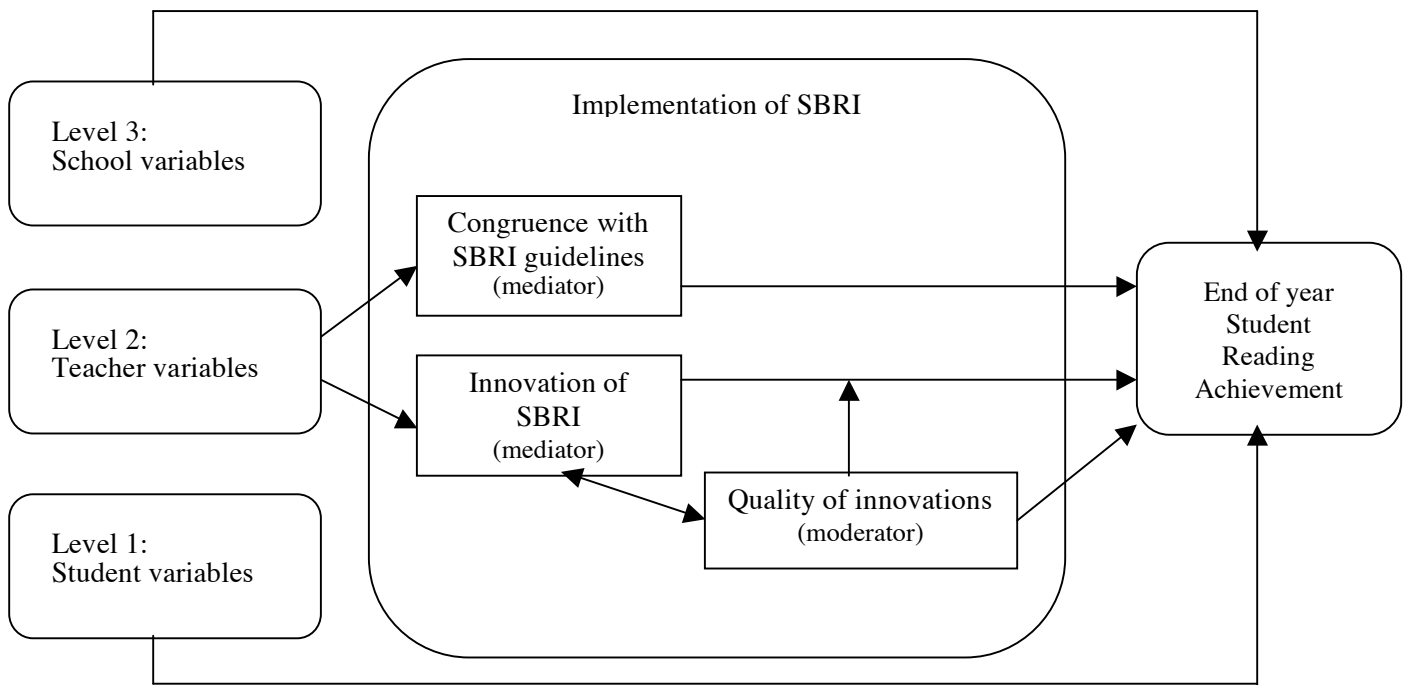 Implementation of SBRI
Level 3:
School variables
Congruence with
SBRI guidelines
(mediator)
Level 2:
Teacher variables
Innovation of
SBRI
(mediator)
Quality of innovations
(moderator)
Level 1:
Student variables
End of year
Student
Reading
Achievement